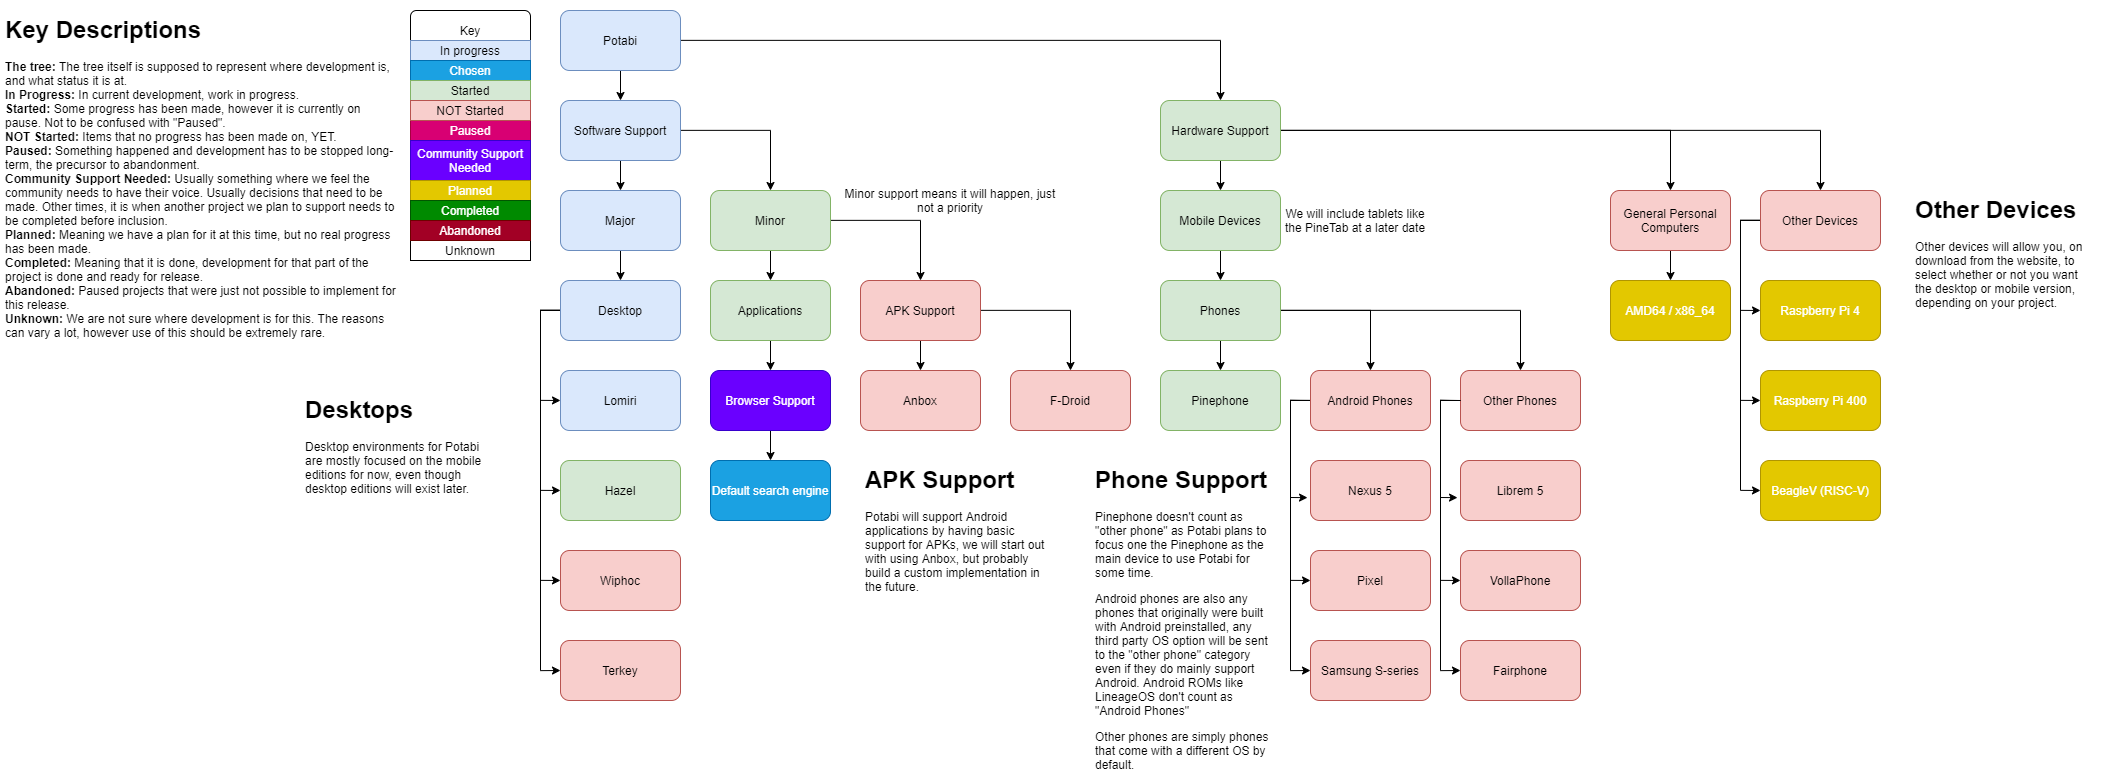 Key Descriptions
The tree: The tree itself is supposed to represent where development is,
and what status it is at.
In Progress: In current development, work in progress.
Started: Some progress has been made, however it is currently on
pause. Not to be confused with "Paused".
NOT Started: Items that no progress has been made on, YET.
Paused: Something happened and development has to be stopped long-
term, the precursor to abandonment.
Community Support Needed: Usually something where we feel the
community needs to have their voice. Usually decisions that need to be
made. Other times, it is when another project we plan to support needs to
be completed before inclusion.
Planned: Meaning we have a plan for it at this time, but no real progress
has been made.
Completed: Meaning that it is done, development for that part of the
project is done and ready for release.
Abandoned: Paused projects that were just not possible to implement for
this release.
Unknown: We are not sure where development is for this. The reasons
can vary a lot, however use of this should be extremely rare.
Key
In progress
Chosen
Started
NOT Started
Paused
Community Support
Needed
Planned
Completed
Abandoned
Unknown
Potabi
Software Support
Hardware Support
Major
Minor
Minor support means it will happen, just
not a priority
Mobile Devices
We will include tablets like
the PineTab at a later date
General Personal
Computers
Other Devices
Desktop
Applications
APK Support
Phones
AMD64 / x86_64
Raspberry Pi 4
Lomiri
Browser Support
Anbox
F-Droid
Pinephone
Android Phones
Other Phones
Raspberry Pi 400
Hazel
Default search engine
Nexus 5
Librem 5
BeagleV (RISC-V)
Wiphoc
Pixel
VollaPhone
Terkey
Samsung S-series
Fairphone
Desktops
Desktop environments for Potabi
are mostly focused on the mobile
editions for now, even though
desktop editions will exist later.
APK Support
Potabi will support Android
applications by having basic
support for APKs, we will start out
with using Anbox, but probably
build a custom implementation in
the future.
Phone Support
Pinephone doesn't count as
"other phone" as Potabi plans to
focus one the Pinephone as the
main device to use Potabi for
some time.
Android phones are also any
phones that originally were built
with Android preinstalled, any
third party OS option will be sent
to the "other phone" category
even if they do mainly support
Android. Android ROMs like
LineageOS don't count as
"Android Phones"
Other phones are simply phones
that come with a different OS by
default.
Other Devices
Other devices will allow you, on
download from the website, to
select whether or not you want
the desktop or mobile version,
depending on your project.